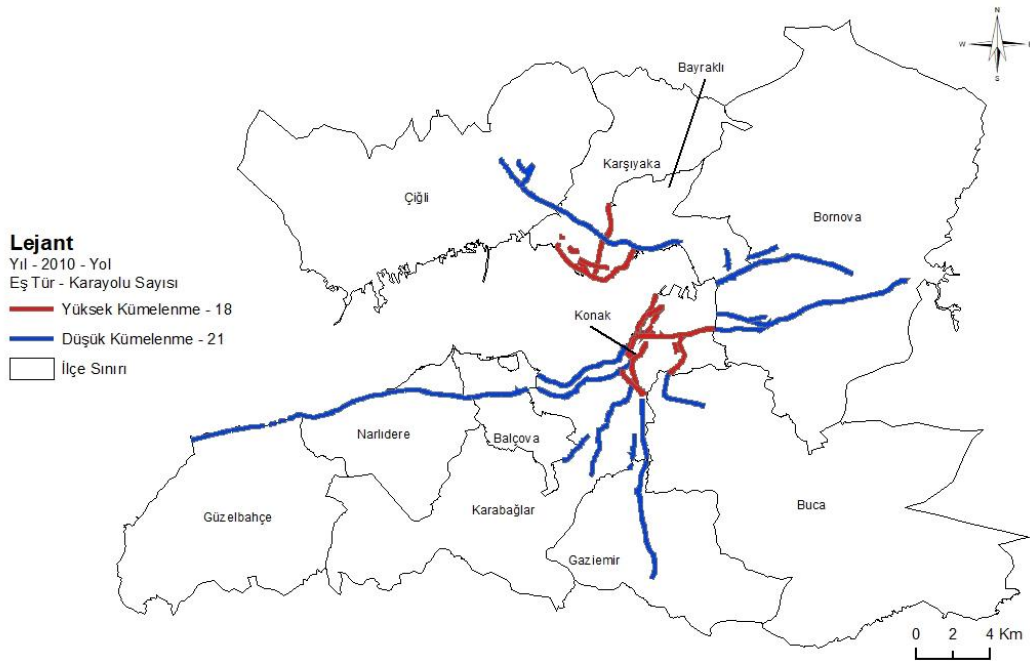 N
W
E
S
Bayraklı
Karşıyaka
Çiğli
Bornova
Lejant
Yıl - 2010 - Yol
Eş Tür - Karayolu Sayısı
Yüksek Kümelenme - 18
Düşük Kümelenme - 21
İlçe Sınırı
Konak
Narlıdere
Balçova
Güzelbahçe
Karabağlar
Buca
Gaziemir
0 2 4 Km